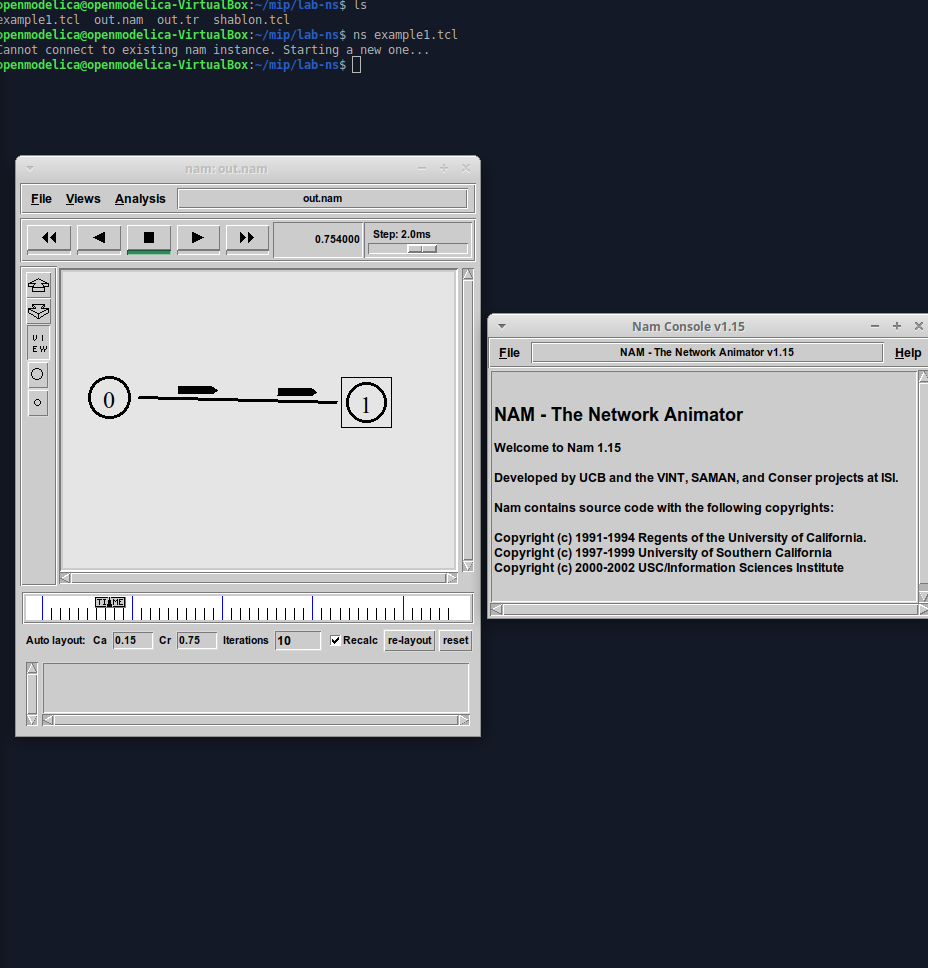 openmodelica@openmodelica-VirtualBox:~/mip/lab-ns$ ls
example1.tcl  out.nam  out.tr  shablon.tcl
openmodelica@openmodelica-VirtualBox:~/mip/lab-ns$ ns example1.tcl
Cannot connect to existing nam instance. Starting a new one...
openmodelica@openmodelica-VirtualBox:~/mip/lab-ns$
nam: out.nam
File Views Analysis out.nam
0.754000 Step: 2.0ms
VIEW
0
1
TIME
Auto layout: Ca 0.15 Cr 0.75 Iterations 10 Recalc re-layout reset
Nam Console v1.15
File NAM - The Network Animator v1.15 Help
NAM - The Network Animator
Welcome to Nam 1.15
Developed by UCB and the VINT, SAMAN, and Conser projects at ISI.
Nam contains source code with the following copyrights:
Copyright (c) 1991-1994 Regents of the University of California.
Copyright (c) 1997-1999 University of Southern California
Copyright (c) 2000-2002 USC/Information Sciences Institute